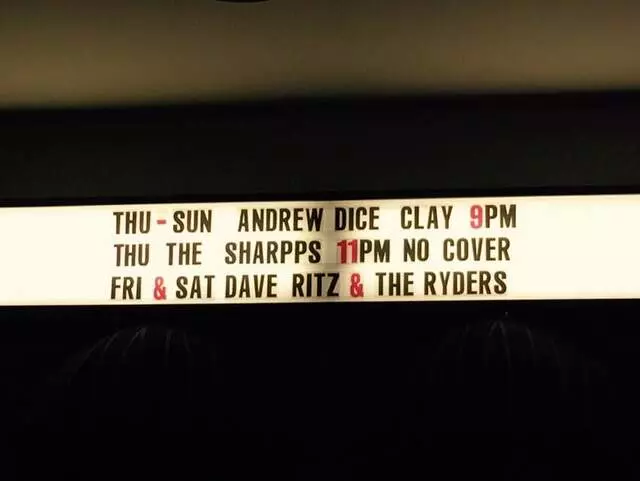 THU - SUN ANDREW DICE CLAY 9PM
THU THE SHARPPS 11PM NO COVER
FRI & SAT DAVE RITZ & THE RYDERS